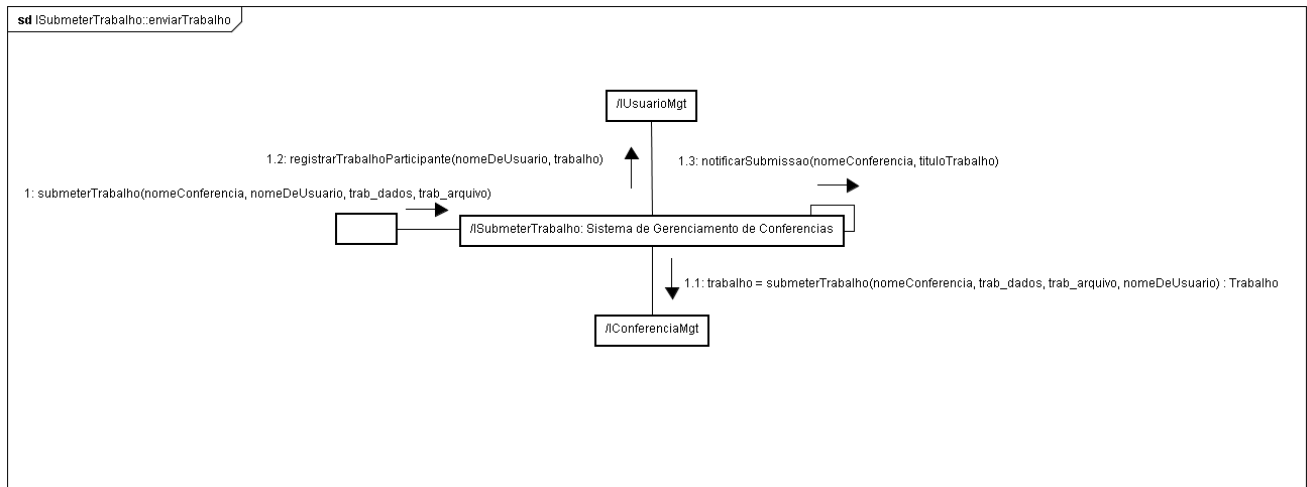 sd ISubmeterTrabalho::enviarTrabalho
/IUsuarioMgt
1.2: registrarTrabalhoParticipante(nomeDeUsuario, trabalho)
1.3: notificarSubmissao(nomeConferencia, tituloTrabalho)
1: submeterTrabalho(nomeConferencia, nomeDeUsuario, trab_dados, trab_arquivo)
/ISubmeterTrabalho: Sistema de Gerenciamento de Conferencias
1.1: trabalho = submeterTrabalho(nomeConferencia, trab_dados, trab_arquivo, nomeDeUsuario) : Trabalho
/IConferenciaMgt